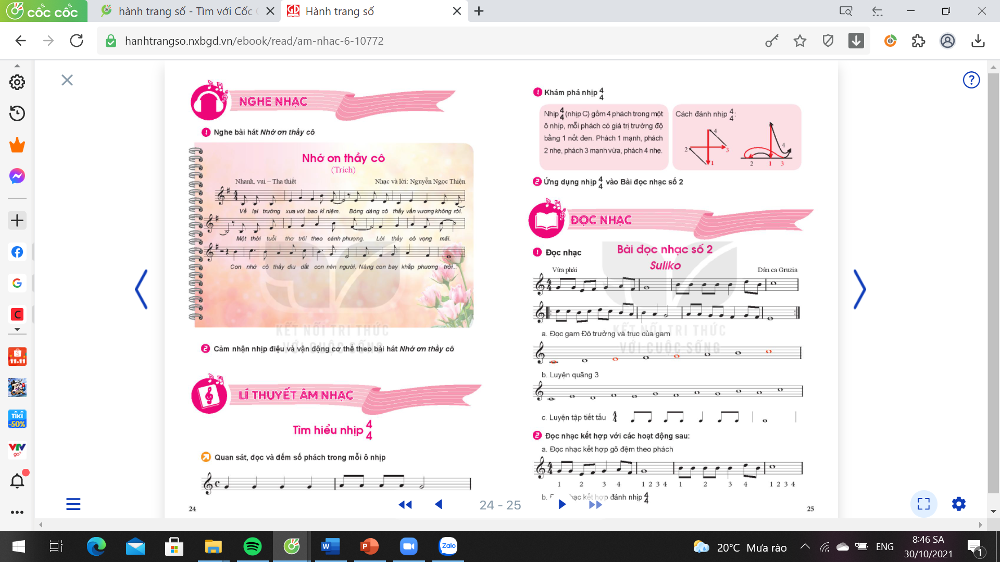 cốc cốc
hành trang số - Tìm với Cốc
Hành trang số
hanhtrangso.nxbgd.vn/ebook/read/am-nhac-6-10772
NGHE NHẠC
1 Nghe bài hát Nhớ ơn thầy cô
Nhớ ơn thầy cô
(Trích)
Nhanh, vui – Tha thiết
Nhạc và lời: Nguyễn Ngọc Thiện
Về lại trường xưa với bao kỉ niệm. Bóng dáng cô thầy vẫn vương không rời.
Một thời tuổi thơ trôi theo cánh phượng. Lời thầy cô vọng mãi.
Con nhớ cô thầy dìu dắt con nên người. Nâng con bay khắp phương trời...
KẾT NỐI TRI THỨC
VỚI CUỘC SỐNG
2 Cảm nhận nhịp điệu và vận động cơ thể theo bài hát Nhớ ơn thầy cô
LÍ THUYẾT ÂM NHẠC
Tìm hiểu nhịp 4/4
Quan sát, đọc và đếm số phách trong mỗi ô nhịp
24
1 Khám phá nhịp 4/4
Nhịp 4/4 (nhịp C) gồm 4 phách trong một
ô nhịp, mỗi phách có giá trị trường độ
bằng 1 nốt đen. Phách 1 mạnh, phách
2 nhẹ, phách 3 mạnh vừa, phách 4 nhẹ.
Cách đánh nhịp 4/4:
4
2 3
1
4
2 1 3
2 Ứng dụng nhịp 4/4 vào Bài đọc nhạc số 2
ĐỌC NHẠC
1 Đọc nhạc
Bài đọc nhạc số 2
Suliko
Vừa phải
Dân ca Gruzia
KẾT NỐI TRI THỨC
VỚI CUỘC SỐNG
a. Đọc gam Đô trưởng và trục của gam
b. Luyện quãng 3
c. Luyện tập tiết tấu 4/4
2 Đọc nhạc kết hợp với các hoạt động sau:
a. Đọc nhạc kết hợp gõ đệm theo phách
1 2 3 4 1 2 3 4 1 2 3 4 1 2 3 4
b. nhạc kết hợp đánh nhịp 4/4
25
24 - 25
C
11.11
TIKI
-50%
VTV
go
Zalo
20°C Mưa rào
ENG
8:46 SA
30/10/2021
1